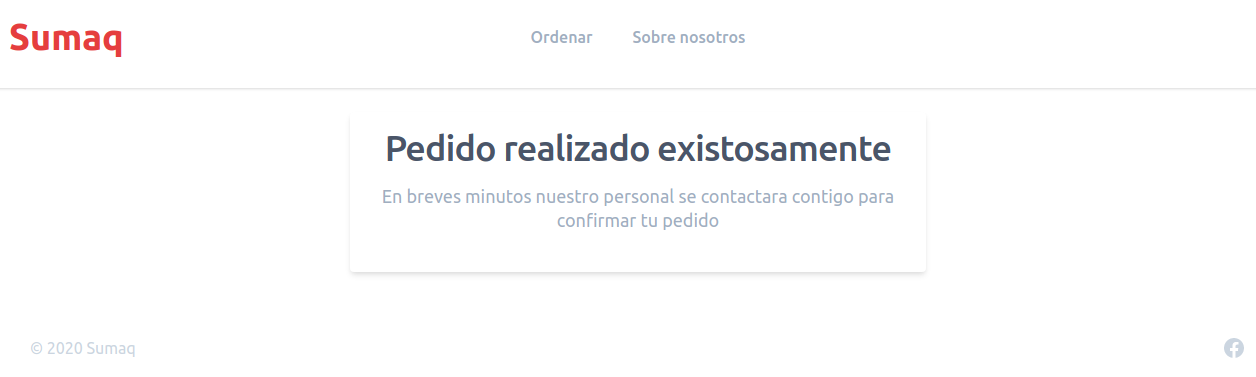 Sumaq
Ordenar
Sobre nosotros
Pedido realizado existosamente
En breves minutos nuestro personal se contactara contigo para
confirmar tu pedido
© 2020 Sumaq